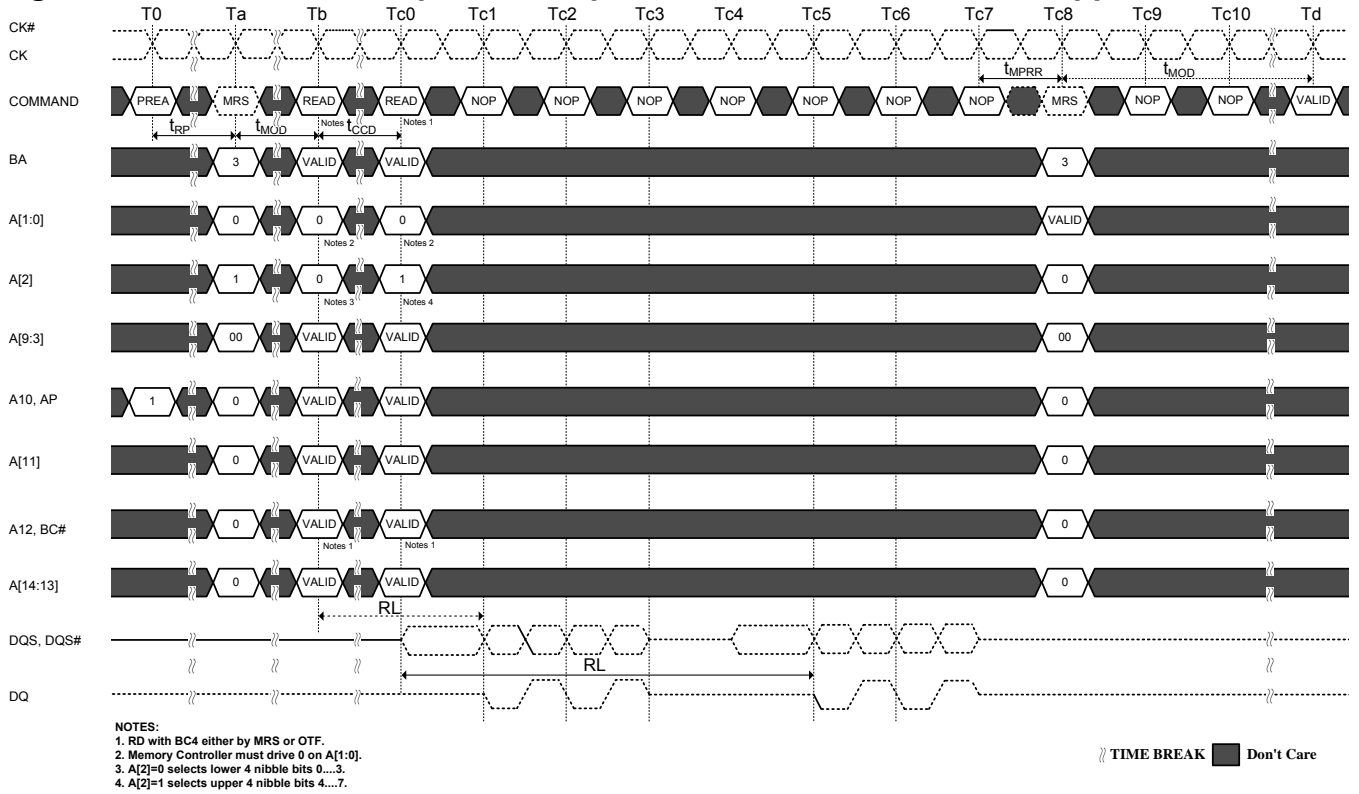 T0 Ta Tb Tc0 Tc1 Tc2 Tc3 Tc4 Tc5 Tc6 Tc7 Tc8 Tc9 Tc10 Td
CK#
CK
tMPRR tMOD
COMMAND PREA MRS READ READ NOP NOP NOP NOP NOP NOP NOP MRS NOP NOP VALID
Notes 1 Notes 1
tRP tMOD tCCD
BA 3 VALID VALID 3
A[1:0] 0 0 0 VALID
Notes 2 Notes 2
A[2] 1 0 1 0
Notes 3 Notes 4
A[9:3] 00 VALID VALID 00
A10, AP 1 0 VALID VALID 0
A[11] 0 VALID VALID 0
A12, BC# 0 VALID VALID 0
Notes 1 Notes 1
A[14:13] 0 VALID VALID 0
RL
DQS, DQS#
RL
DQ
NOTES:
1. RD with BC4 either by MRS or OTF.
2. Memory Controller must drive 0 on A[1:0].
3. A[2]=0 selects lower 4 nibble bits 0....3.
4. A[2]=1 selects upper 4 nibble bits 4....7.
TIME BREAK Don't Care